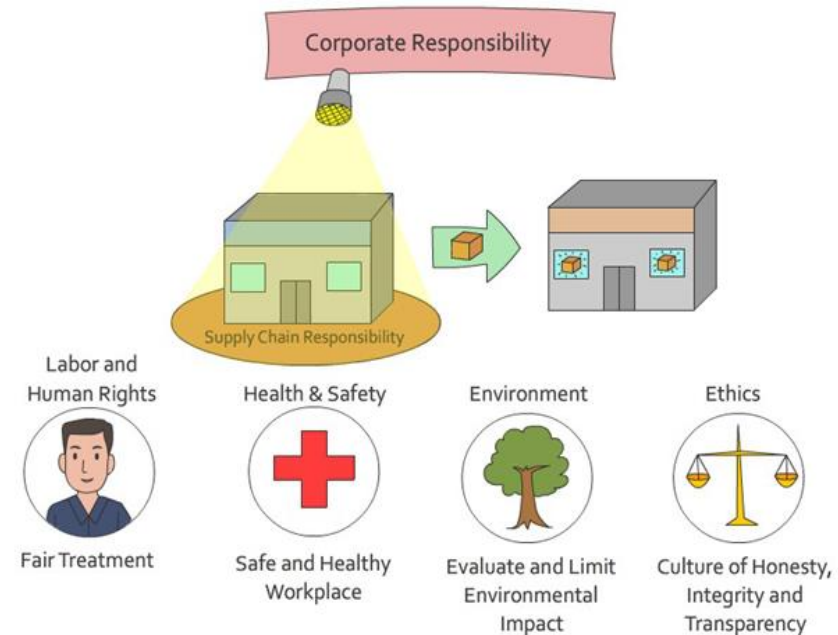 Corporate Responsibility
Supply Chain Responsibility
Labor and
Human Rights
Fair Treatment
Health & Safety
Safe and Healthy
Workplace
Environment
Evaluate and Limit
Environmental
Impact
Ethics
Culture of Honesty,
Integrity and
Transparency